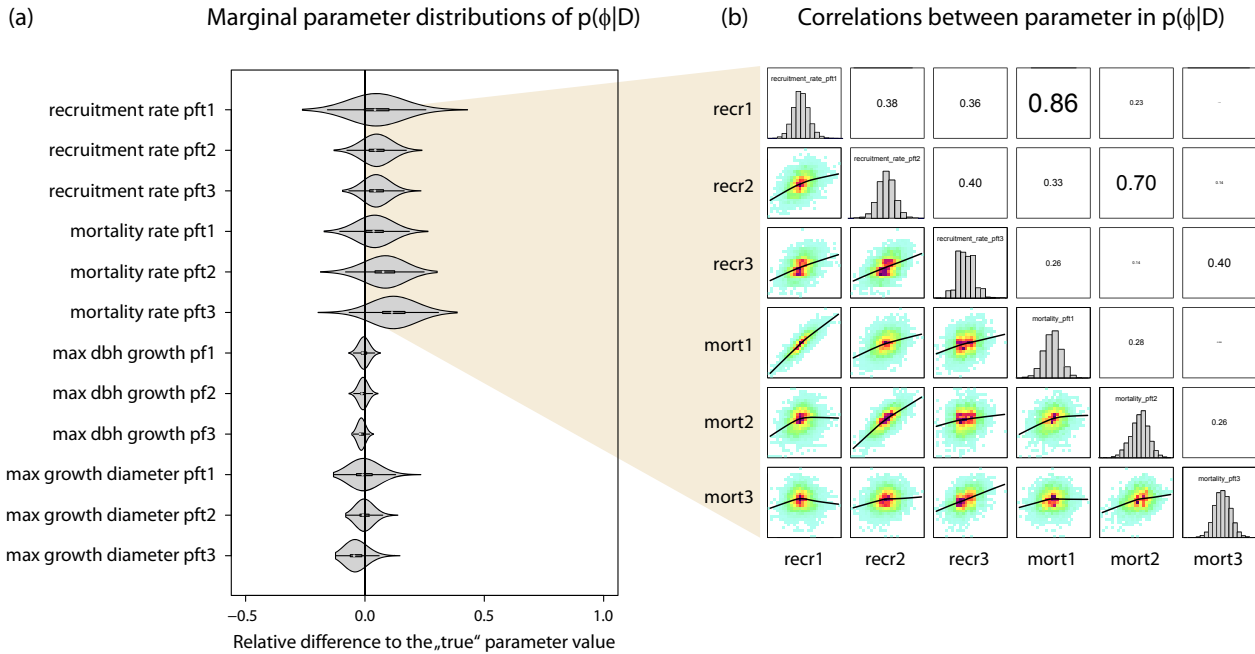 (a) Marginal parameter distributions of p(ϕ|D)
recruitment rate pft1
recruitment rate pft2
recruitment rate pft3
mortality rate pft1
mortality rate pft2
mortality rate pft3
max dbh growth pf1
max dbh growth pf2
max dbh growth pf3
max growth diameter pft1
max growth diameter pft2
max growth diameter pft3
−0.5 0.0 0.5 1.0
Relative difference to the „true“ parameter value
(b) Correlations between parameter in p(ϕ|D)
recr1 recruitment_rate_pft1 0.38 0.36 0.86 0.23
recr2 recruitment_rate_pft2 0.40 0.33 0.70 0.14
recr3 recruitment_rate_pft3 0.26 0.14 0.40
mort1 mortality_pft1 0.28
mort2 mortality_pft2 0.26
mort3 mortality_pft3
recr1 recr2 recr3 mort1 mort2 mort3